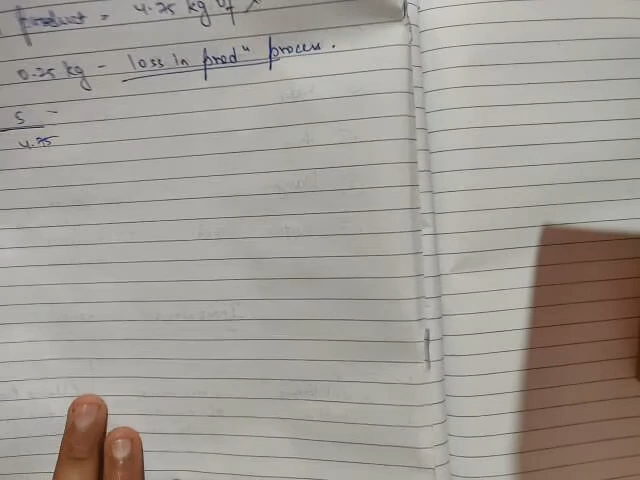 product = 4.75 kg of X
0.25 kg - loss in prodⁿ process.
5 -
4.75